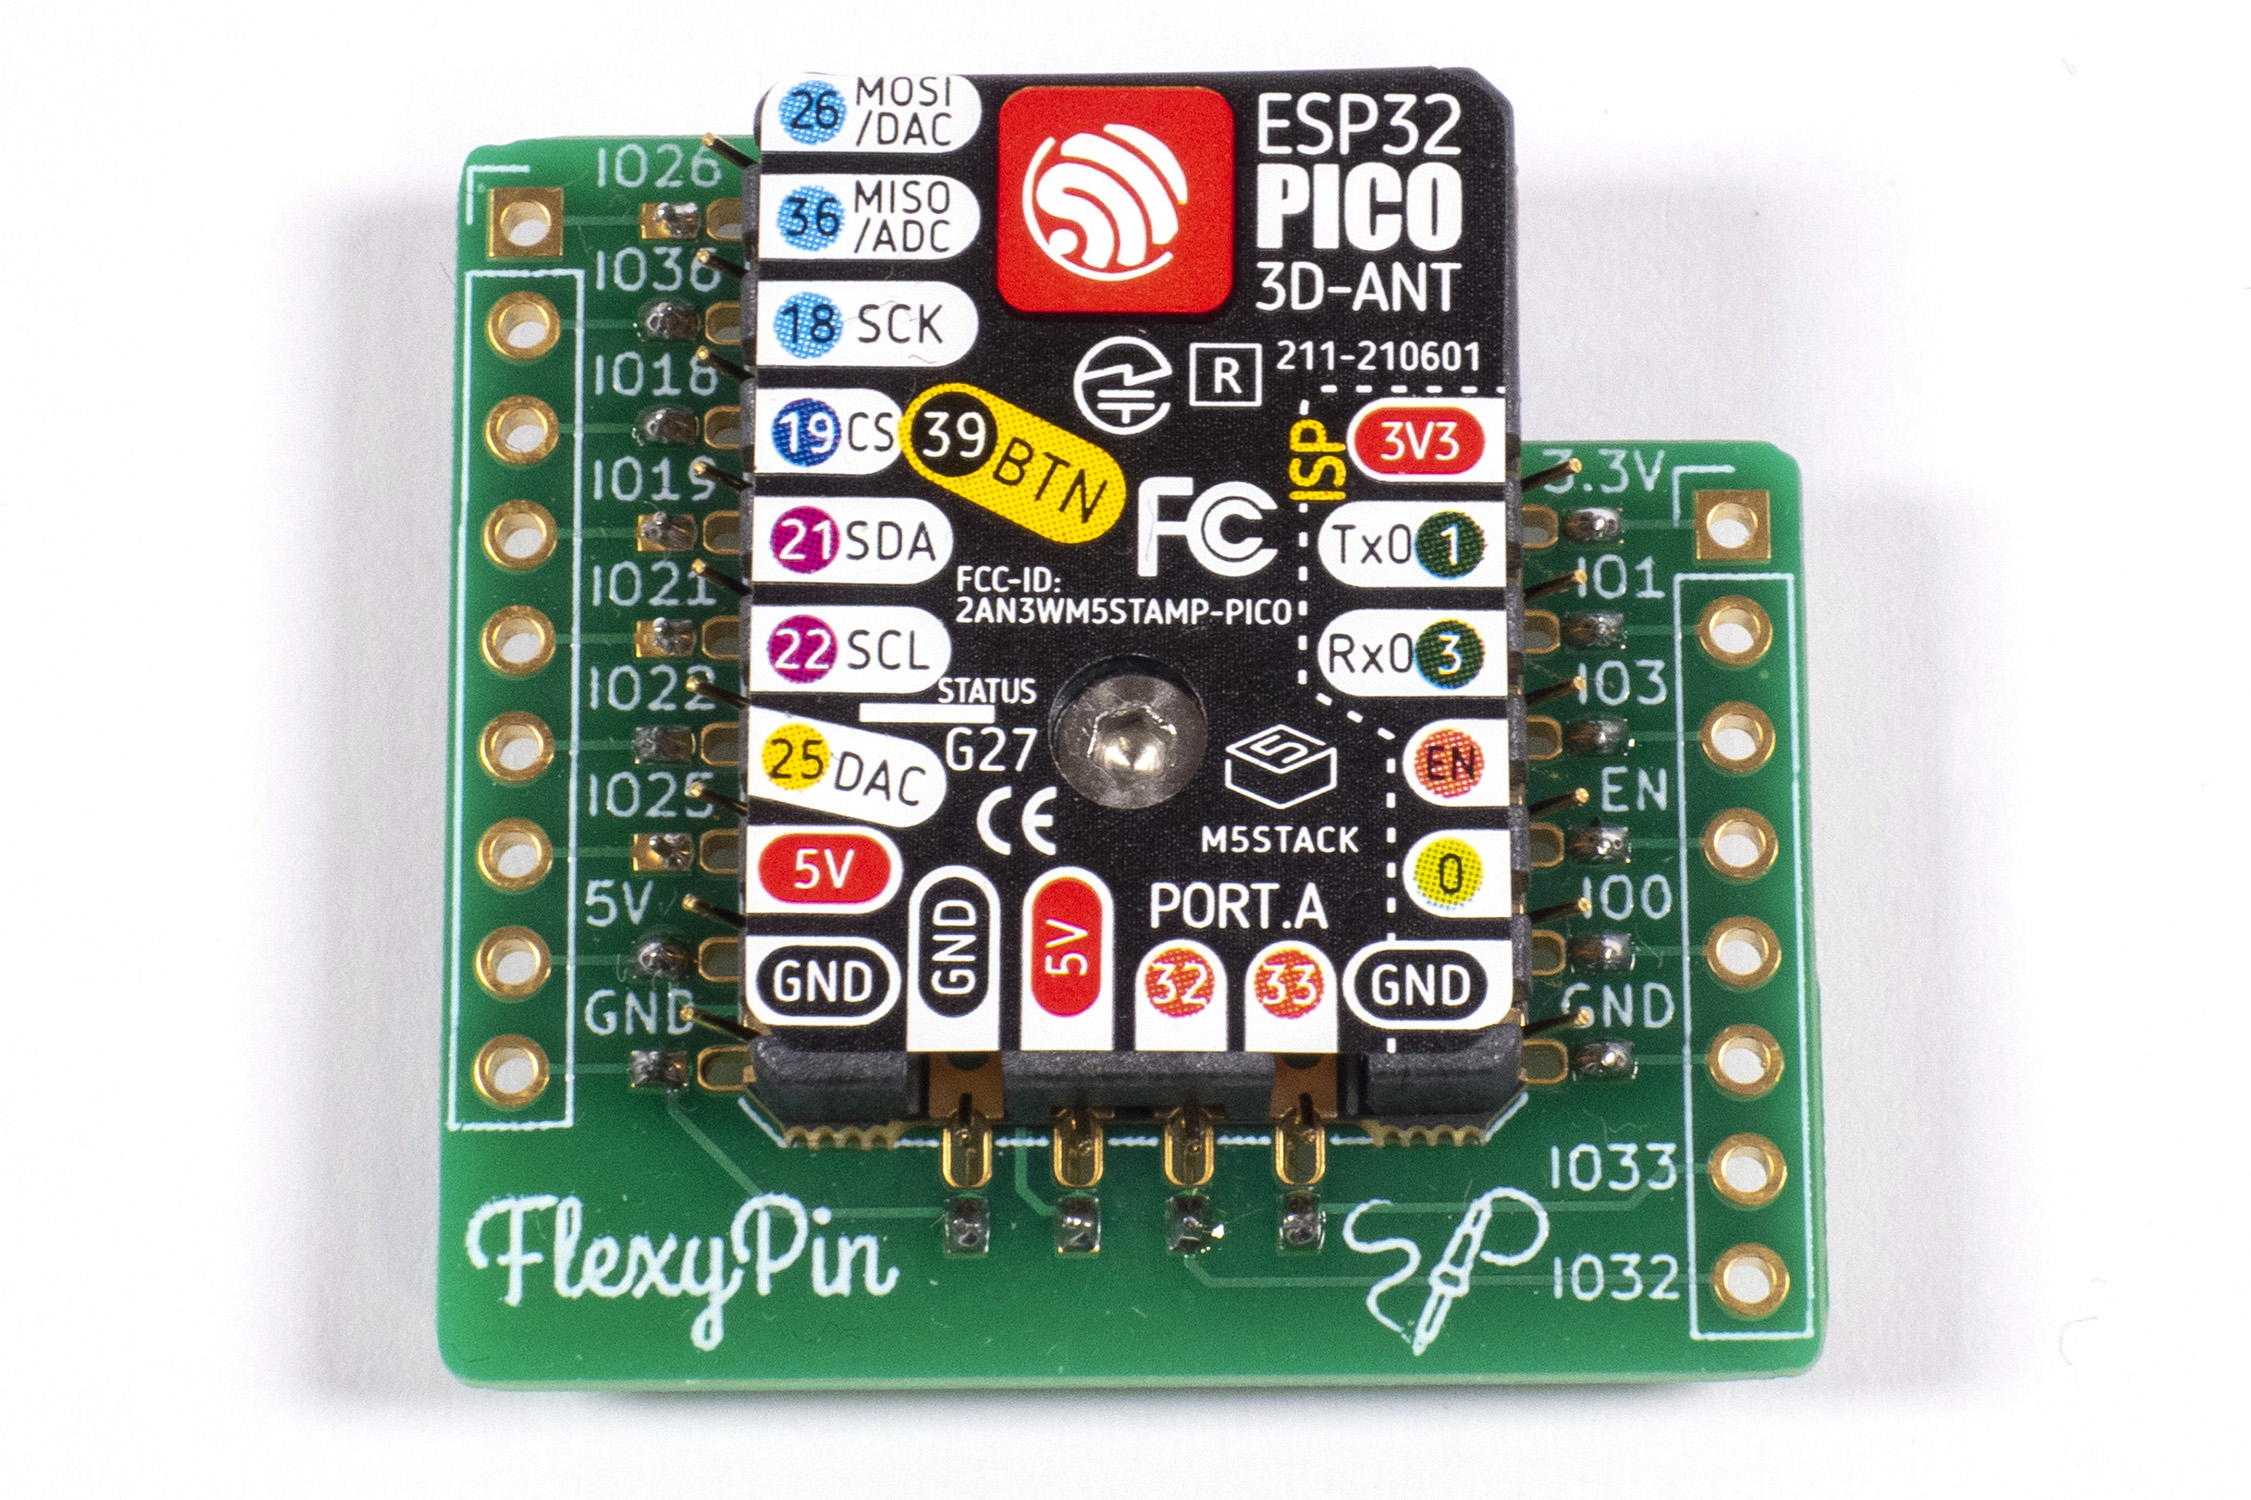 IO26
IO36
IO18
IO19
IO21
IO22
IO25
5V
GND
26 MOSI
/DAC
36 MISO
/ADC
18 SCK
19 CS
39 BTN
21 SDA
22 SCL
25 DAC
5V
GND
ESP32
PICO
3D-ANT
R 211-210601
FC
FCC-ID:
2AN3WM5STAMP-PICO
STATUS
G27
CE
5
M5STACK
PORT.A
GND
5V
32
33
ISP
3V3
Tx0 1
Rx0 3
EN
0
GND
3.3V
IO1
IO3
EN
IO0
GND
IO33
IO32
FlexyPin